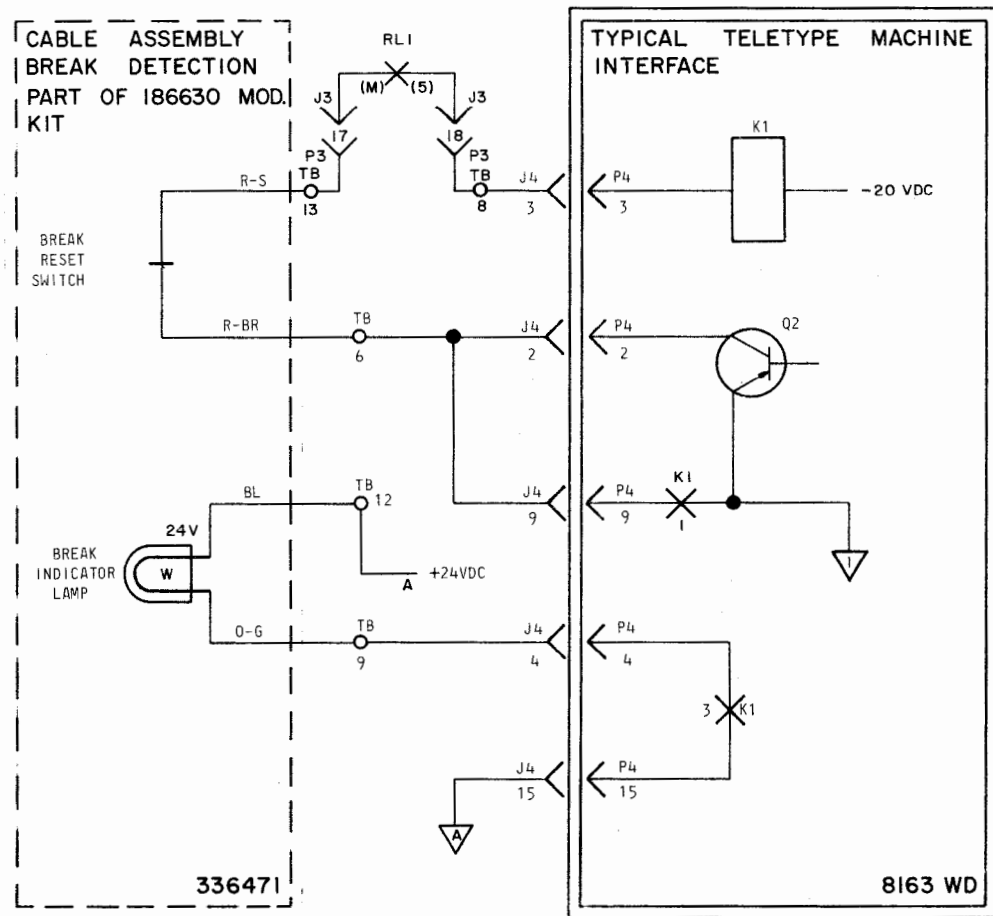 CABLE ASSEMBLY
BREAK DETECTION
PART OF 186630 MOD.
KIT
RL1
(M) (5)
J3 J3
17 18
P3 P3
TYPICAL TELETYPE MACHINE
INTERFACE
K1
-20 VDC
R-S
TB
13
TB
8
J4
3
P4
3
BREAK
RESET
SWITCH
R-BR
TB
6
J4
2
P4
2
Q2
BL
TB
12
J4
9
P4
9
K1
1
1
24V
BREAK
INDICATOR
LAMP
W
A
+24VDC
O-G
TB
9
J4
4
P4
4
3 K1
J4
15
P4
15
A
336471
8163 WD